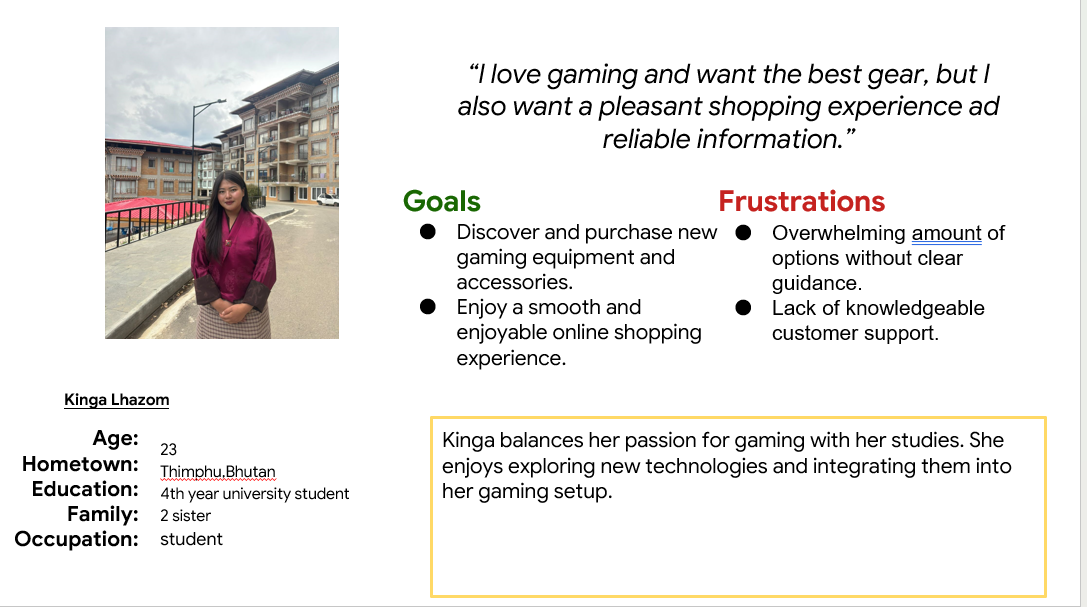 “I love gaming and want the best gear, but I
also want a pleasant shopping experience ad
reliable information.”
Goals
● Discover and purchase new
gaming equipment and
accessories.
● Enjoy a smooth and
enjoyable online shopping
experience.
Frustrations
● Overwhelming amount of
options without clear
guidance.
● Lack of knowledgeable
customer support.
Kinga Lhazom
Age: 23
Hometown: Thimphu,Bhutan
Education: 4th year university student
Family: 2 sister
Occupation: student
Kinga balances her passion for gaming with her studies. She
enjoys exploring new technologies and integrating them into
her gaming setup.